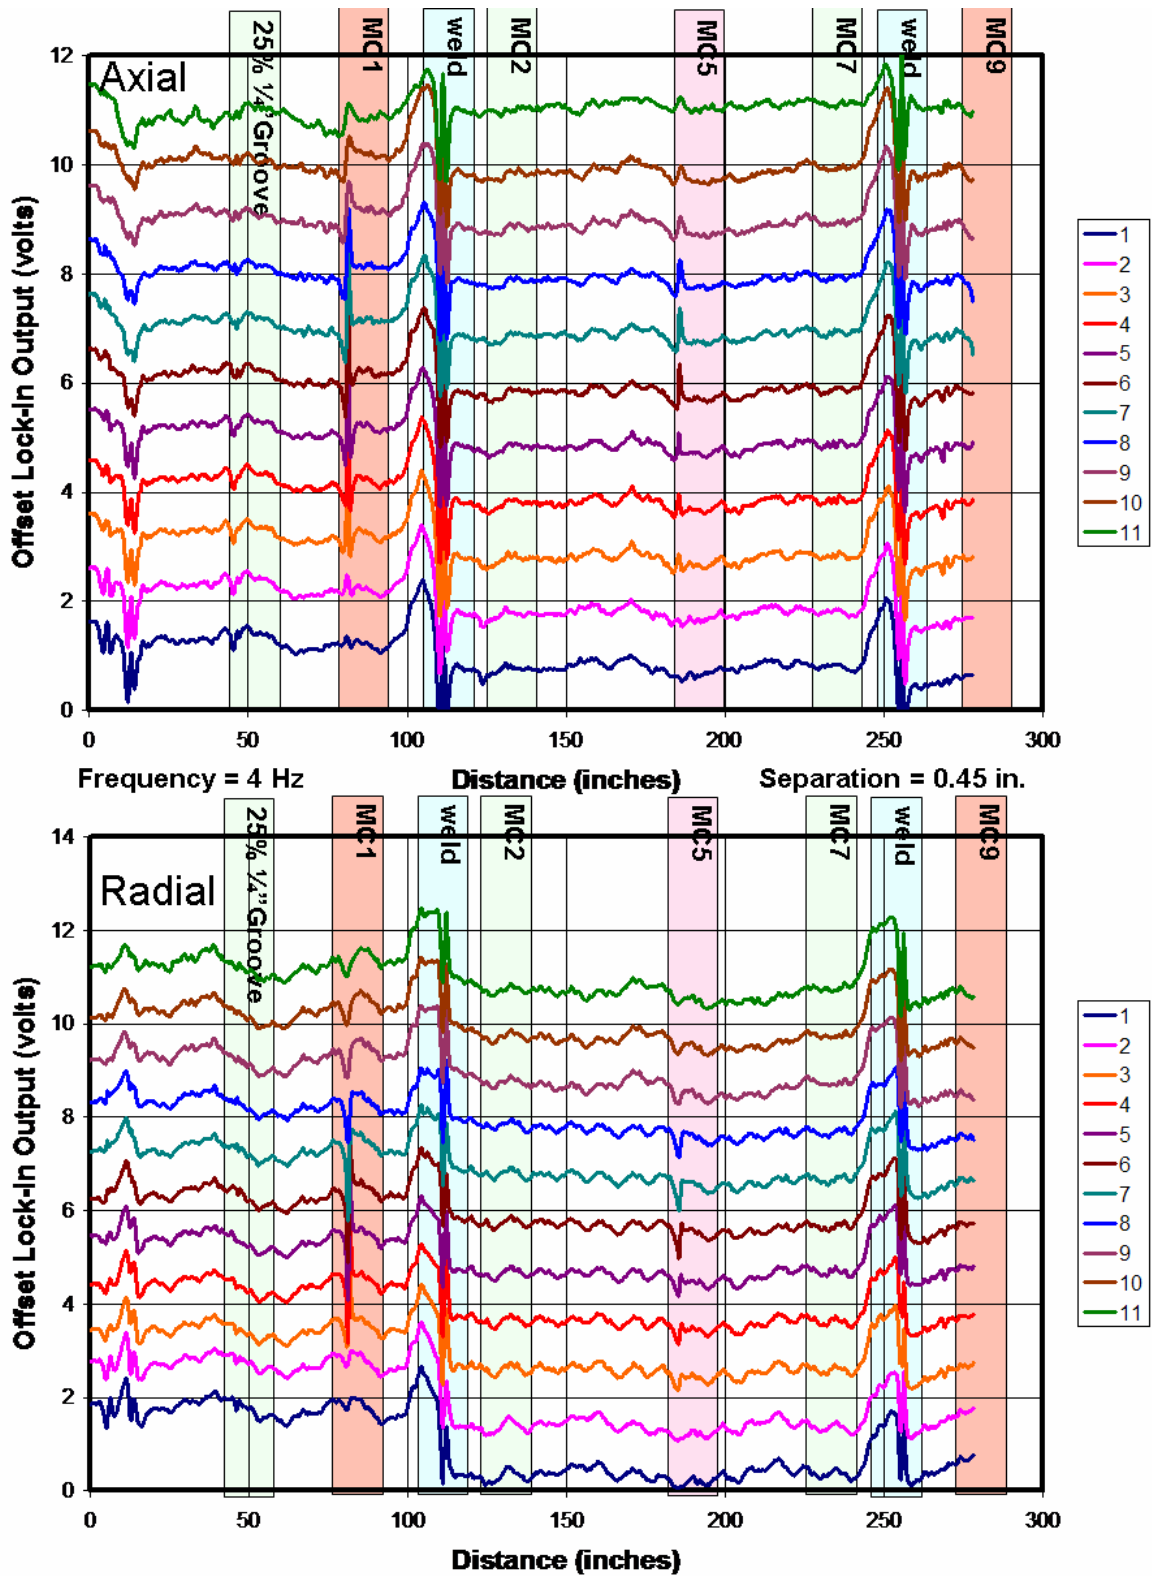 25% ¼" Groove
MC1
weld
MC2
MC5
MC7
weld
MC9
Axial
Offset Lock-In Output (volts)
12
10
8
6
4
2
0
0 50 100 150 200 250 300
Frequency = 4 Hz Distance (inches) Separation = 0.45 in.
1
2
3
4
5
6
7
8
9
10
11
25% ¼" Groove
MC1
weld
MC2
MC5
MC7
weld
MC9
Radial
Offset Lock-In Output (volts)
14
12
10
8
6
4
2
0
0 50 100 150 200 250 300
Distance (inches)
1
2
3
4
5
6
7
8
9
10
11